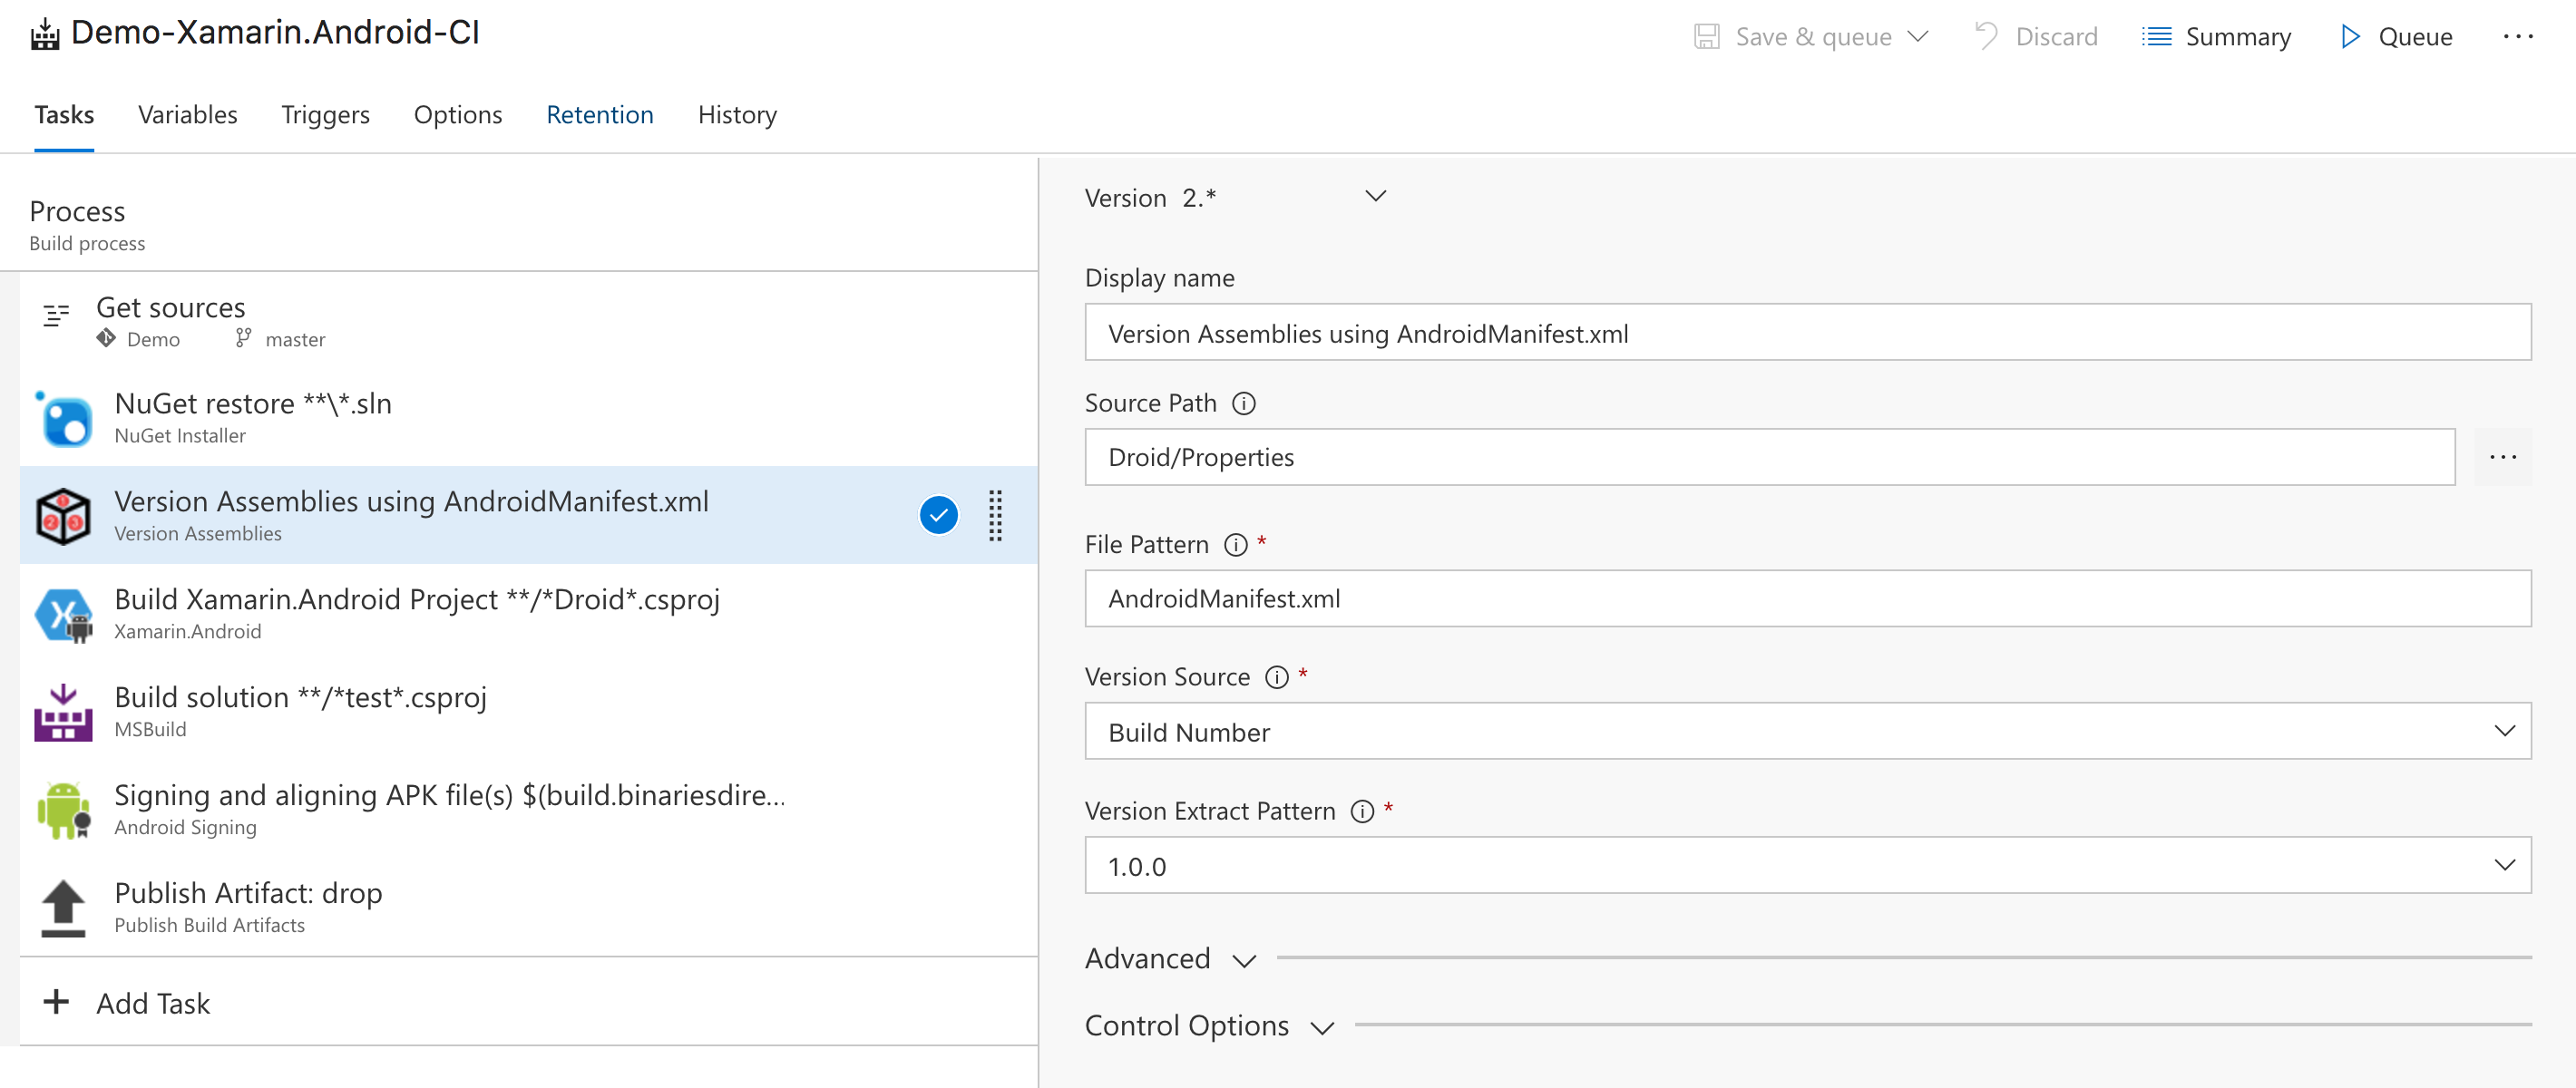 Demo-Xamarin.Android-CI
Save & queue
Discard
Summary
Queue
Tasks
Variables
Triggers
Options
Retention
History
Process
Build process
Get sources
Demo
master
NuGet restore **\*.sln
NuGet Installer
Version Assemblies using AndroidManifest.xml
Version Assemblies
Build Xamarin.Android Project **/*Droid*.csproj
Xamarin.Android
Build solution **/*test*.csproj
MSBuild
Signing and aligning APK file(s) $(build.binariesdire...
Android Signing
Publish Artifact: drop
Publish Build Artifacts
Add Task
Version 2.*
Display name
Version Assemblies using AndroidManifest.xml
Source Path
Droid/Properties
File Pattern *
AndroidManifest.xml
Version Source *
Build Number
Version Extract Pattern *
1.0.0
Advanced
Control Options